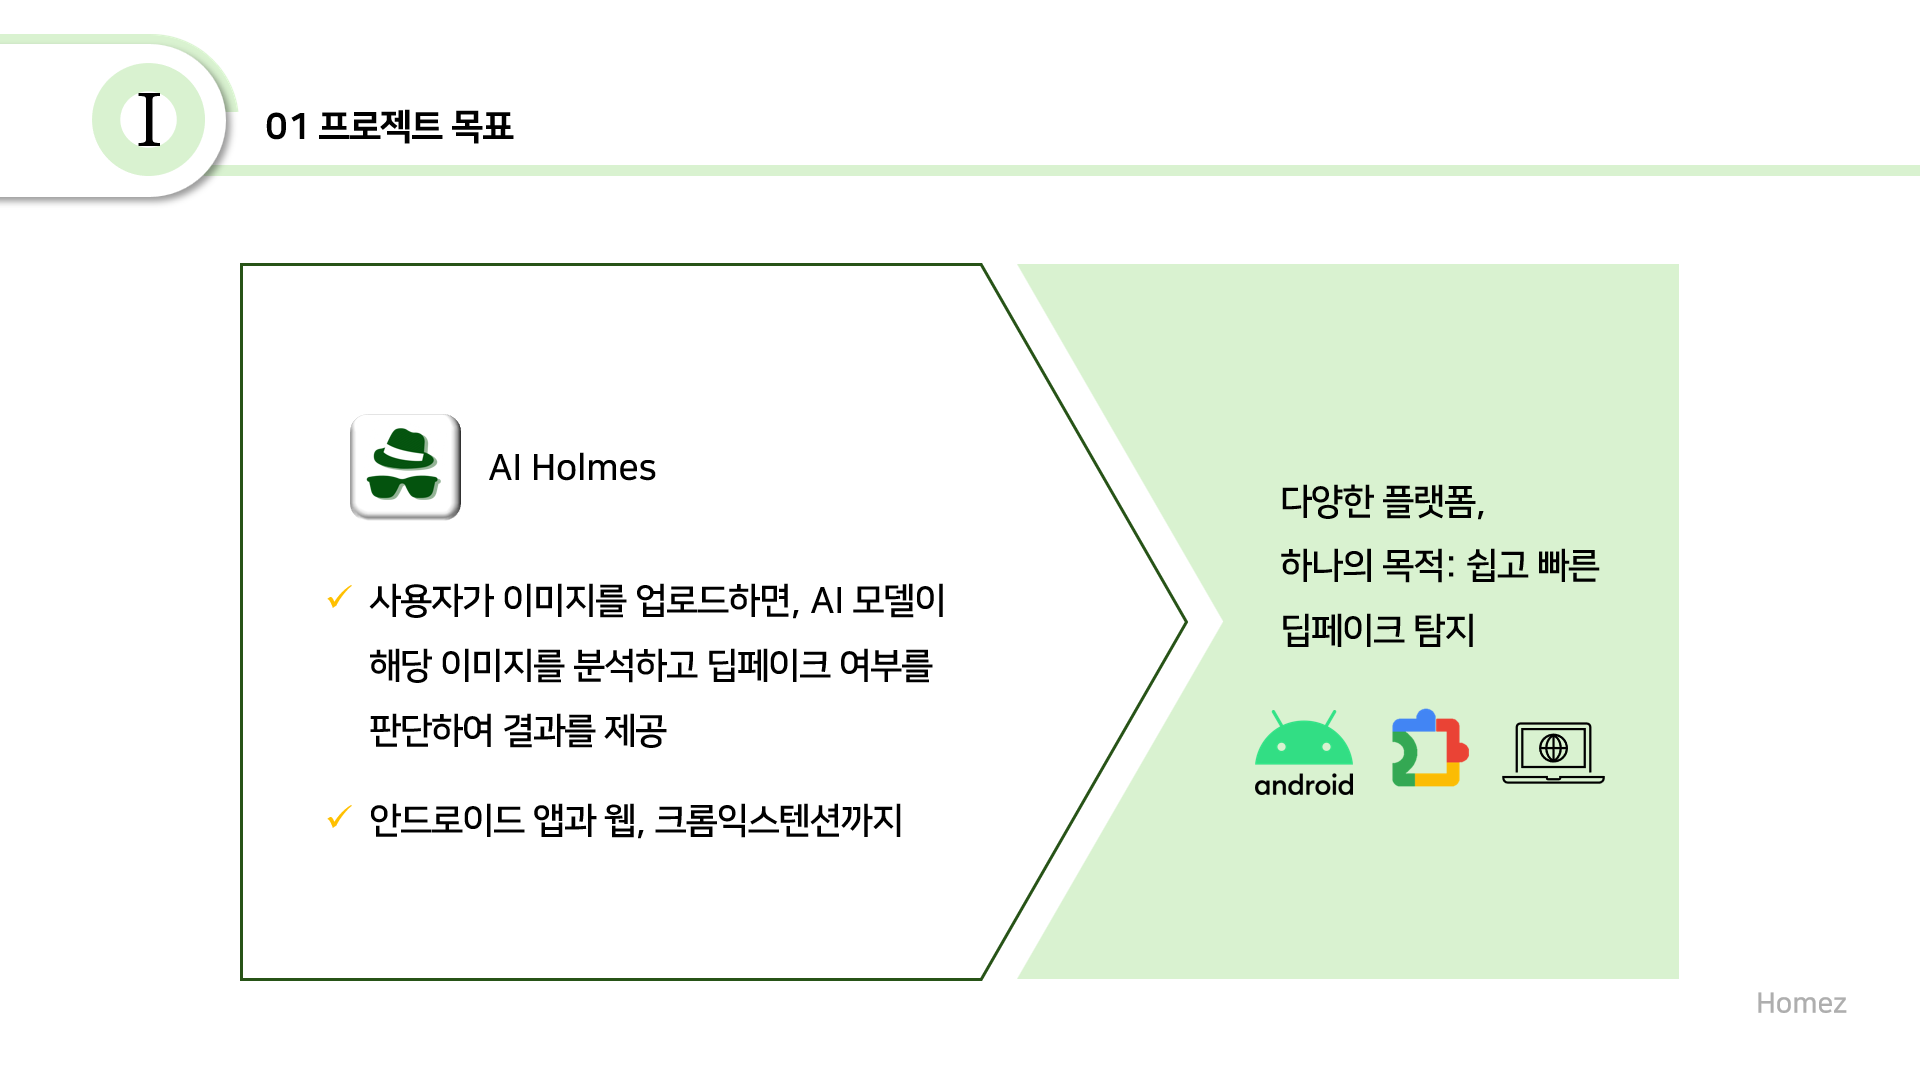 I
01 프로젝트 목표
AI Holmes
사용자가 이미지를 업로드하면, AI 모델이
해당 이미지를 분석하고 딥페이크 여부를
판단하여 결과를 제공
안드로이드 앱과 웹, 크롬익스텐션까지
다양한 플랫폼,
하나의 목적: 쉽고 빠른
딥페이크 탐지
android
Homez